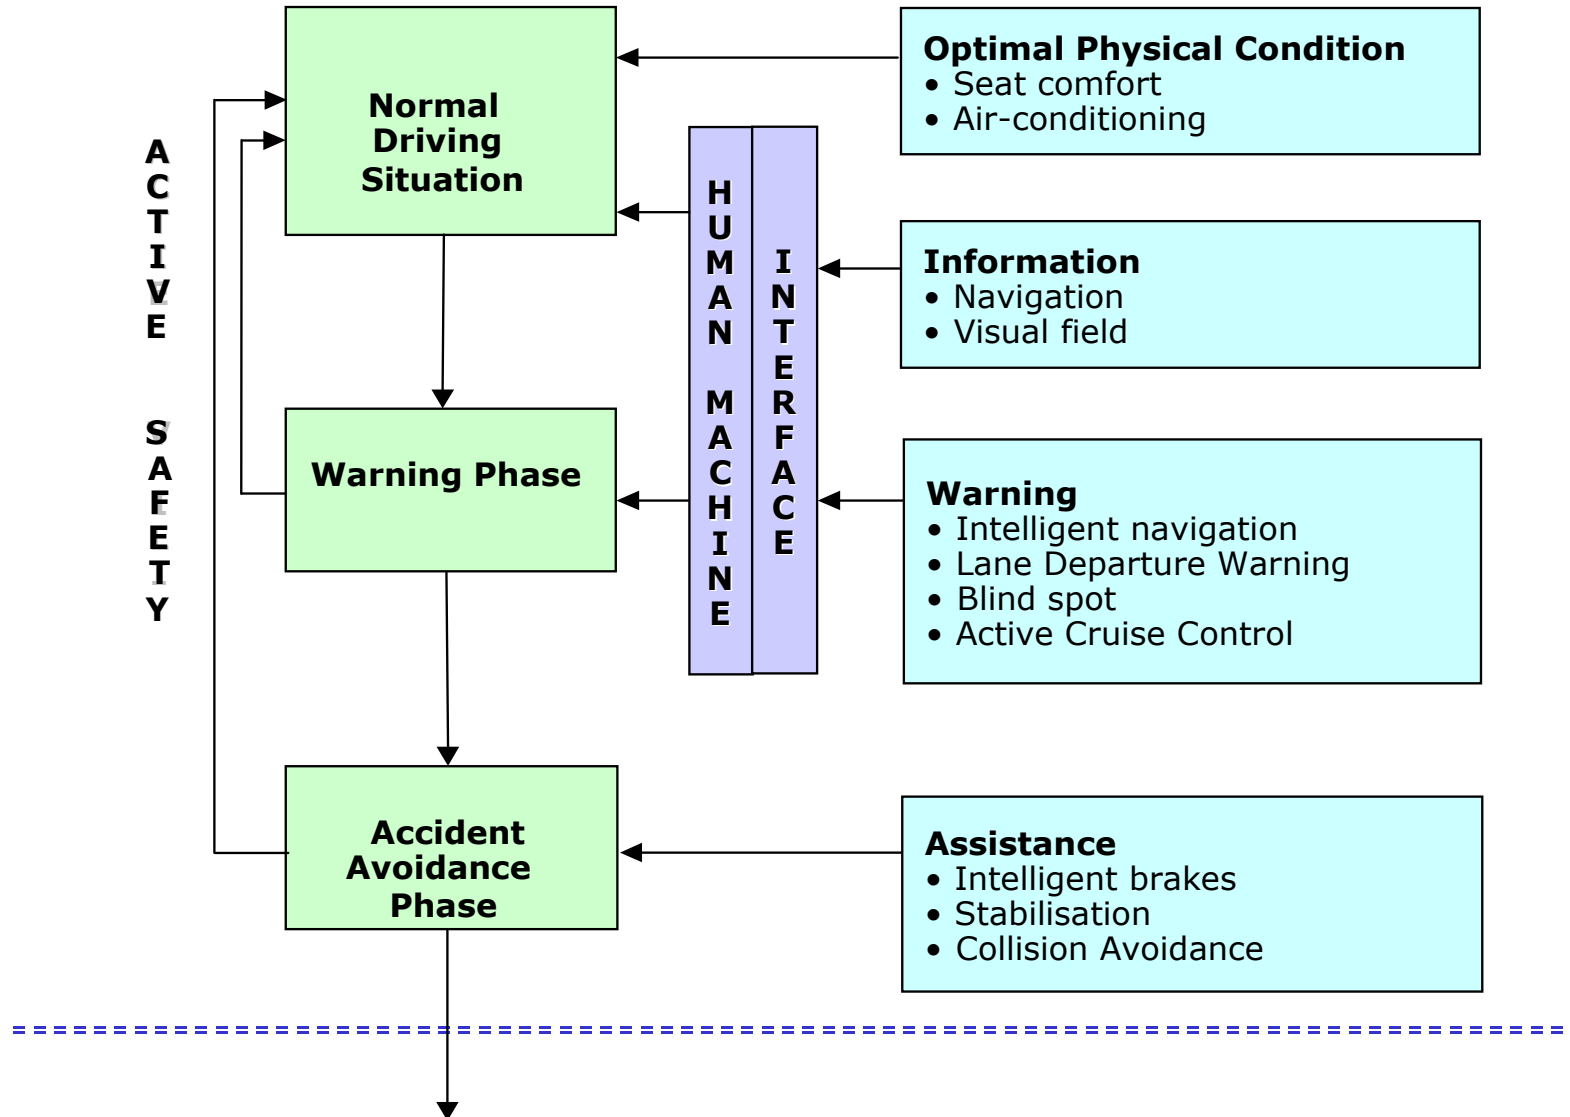 Normal
Driving
Situation
Optimal Physical Condition
• Seat comfort
• Air-conditioning
ACTIVE SAFETY
HUMAN MACHINE
INTERFACE
Information
• Navigation
• Visual field
Warning Phase
Warning
• Intelligent navigation
• Lane Departure Warning
• Blind spot
• Active Cruise Control
Accident
Avoidance
Phase
Assistance
• Intelligent brakes
• Stabilisation
• Collision Avoidance